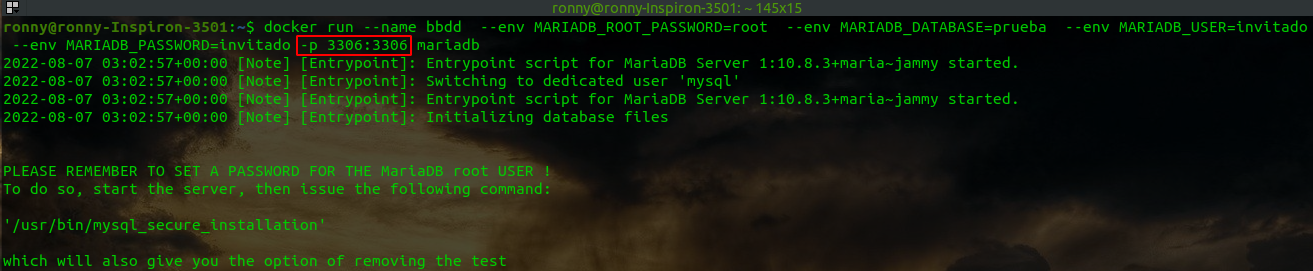 ronny@ronny-Inspiron-3501: ~ 145x15
ronny@ronny-Inspiron-3501:~$ docker run --name bbdd  --env MARIADB_ROOT_PASSWORD=root  --env MARIADB_DATABASE=prueba  --env MARIADB_USER=invitado
 --env MARIADB_PASSWORD=invitado -p 3306:3306 mariadb
2022-08-07 03:02:57+00:00 [Note] [Entrypoint]: Entrypoint script for MariaDB Server 1:10.8.3+maria~jammy started.
2022-08-07 03:02:57+00:00 [Note] [Entrypoint]: Switching to dedicated user 'mysql'
2022-08-07 03:02:57+00:00 [Note] [Entrypoint]: Entrypoint script for MariaDB Server 1:10.8.3+maria~jammy started.
2022-08-07 03:02:57+00:00 [Note] [Entrypoint]: Initializing database files
PLEASE REMEMBER TO SET A PASSWORD FOR THE MariaDB root USER !
To do so, start the server, then issue the following command:
'/usr/bin/mysql_secure_installation'
which will also give you the option of removing the test